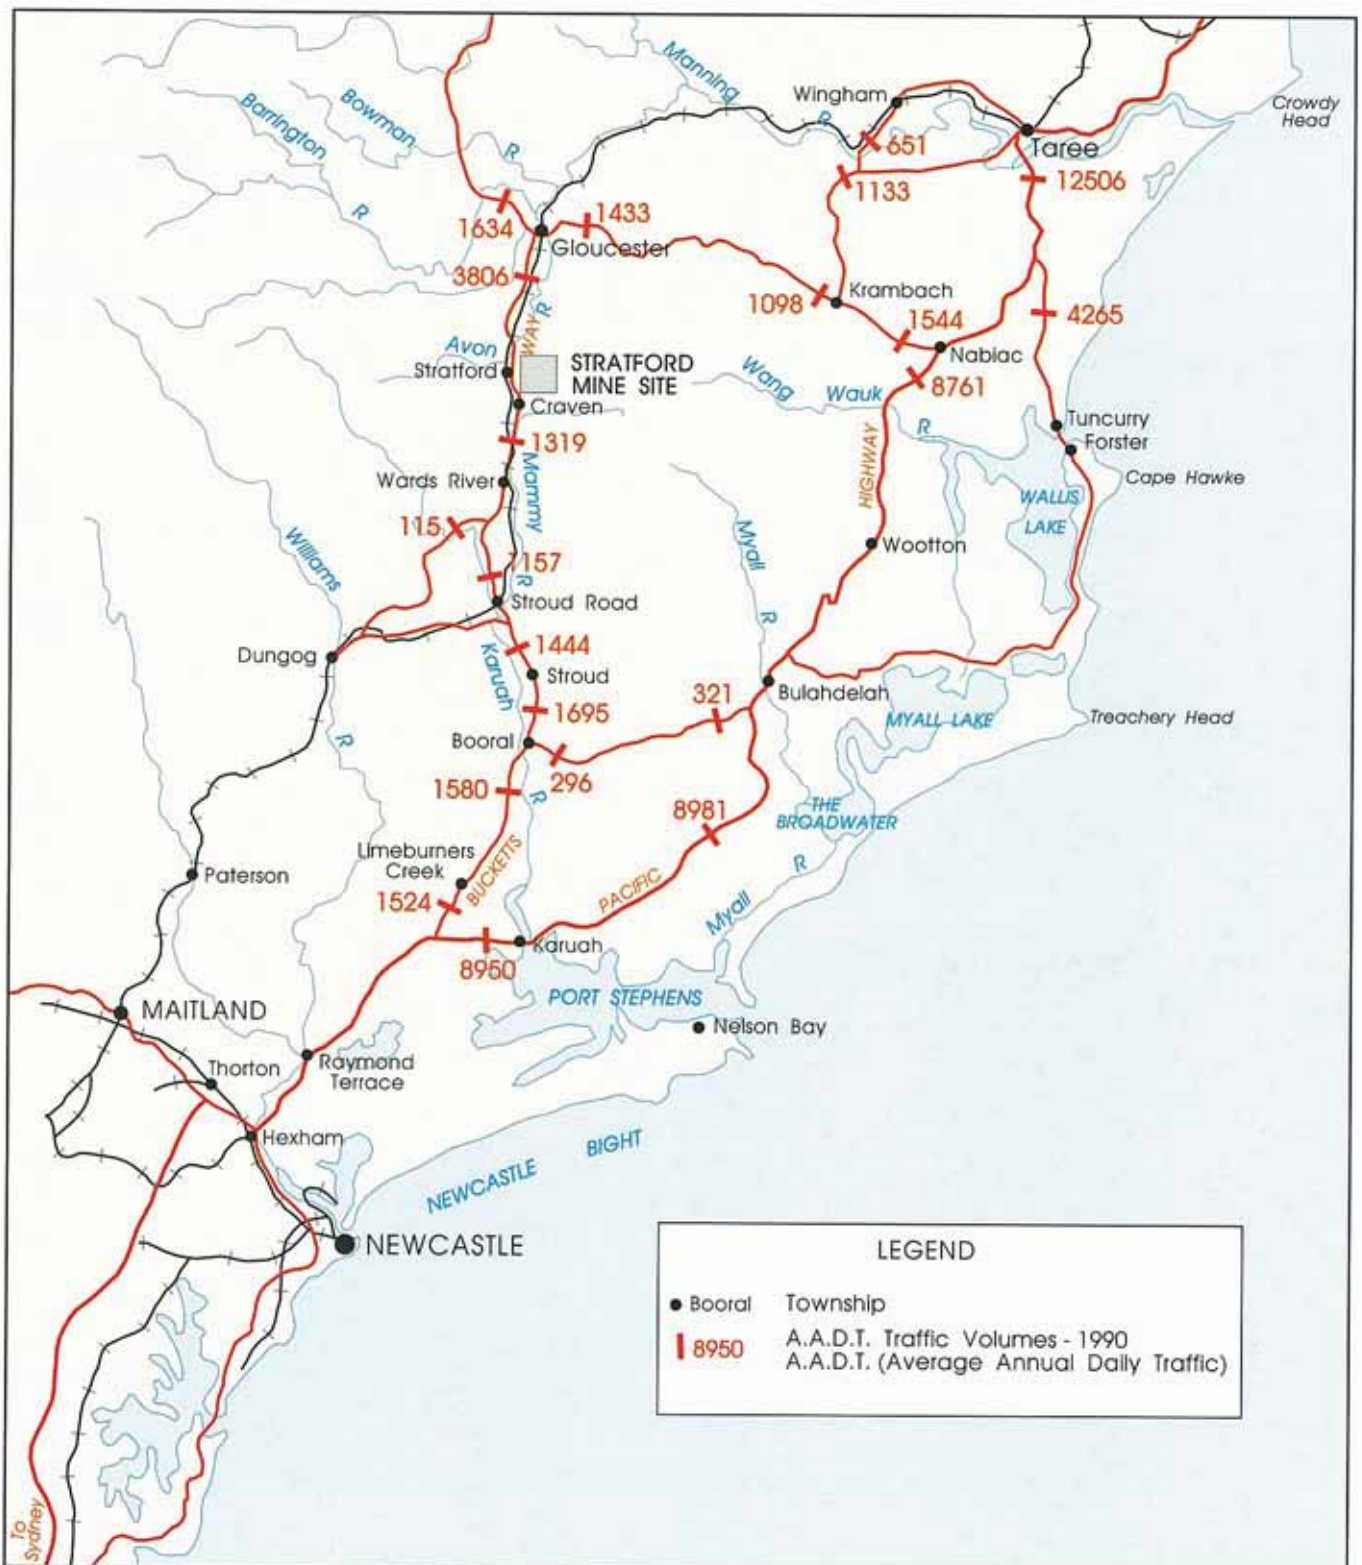 Manning
R
Wingham
Crowdy
Head
Barrington
Bowman
R
651
Taree
12506
1133
R
1634
1433
Gloucester
3806
R
WAY
Krambach
1098
1544
4265
Nabiac
Avon
Stratford
STRATFORD
MINE SITE
Wang
Wauk
8761
R
Craven
HIGHWAY
Tuncurry
Forster
1319
Mammy
Cape Hawke
Wards River
WALLIS
LAKE
115
Williams
Myall
Wootton
1157
R
Stroud Road
R
Dungog
Karuah
1444
Stroud
321
Bulahdelah
1695
MYALL LAKE
Treachery Head
R
Booral
296
1580
R
8981
THE
BROADWATER
Limeburners
Creek
BUCKETTS
Paterson
PACIFIC
Myall
R
1524
Karuah
8950
PORT STEPHENS
MAITLAND
Nelson Bay
Thorton
Raymond
Terrace
Hexham
NEWCASTLE
BIGHT
NEWCASTLE
LEGEND
Booral Township
8950 A.A.D.T. Traffic Volumes - 1990
A.A.D.T. (Average Annual Daily Traffic)
To
Sydney